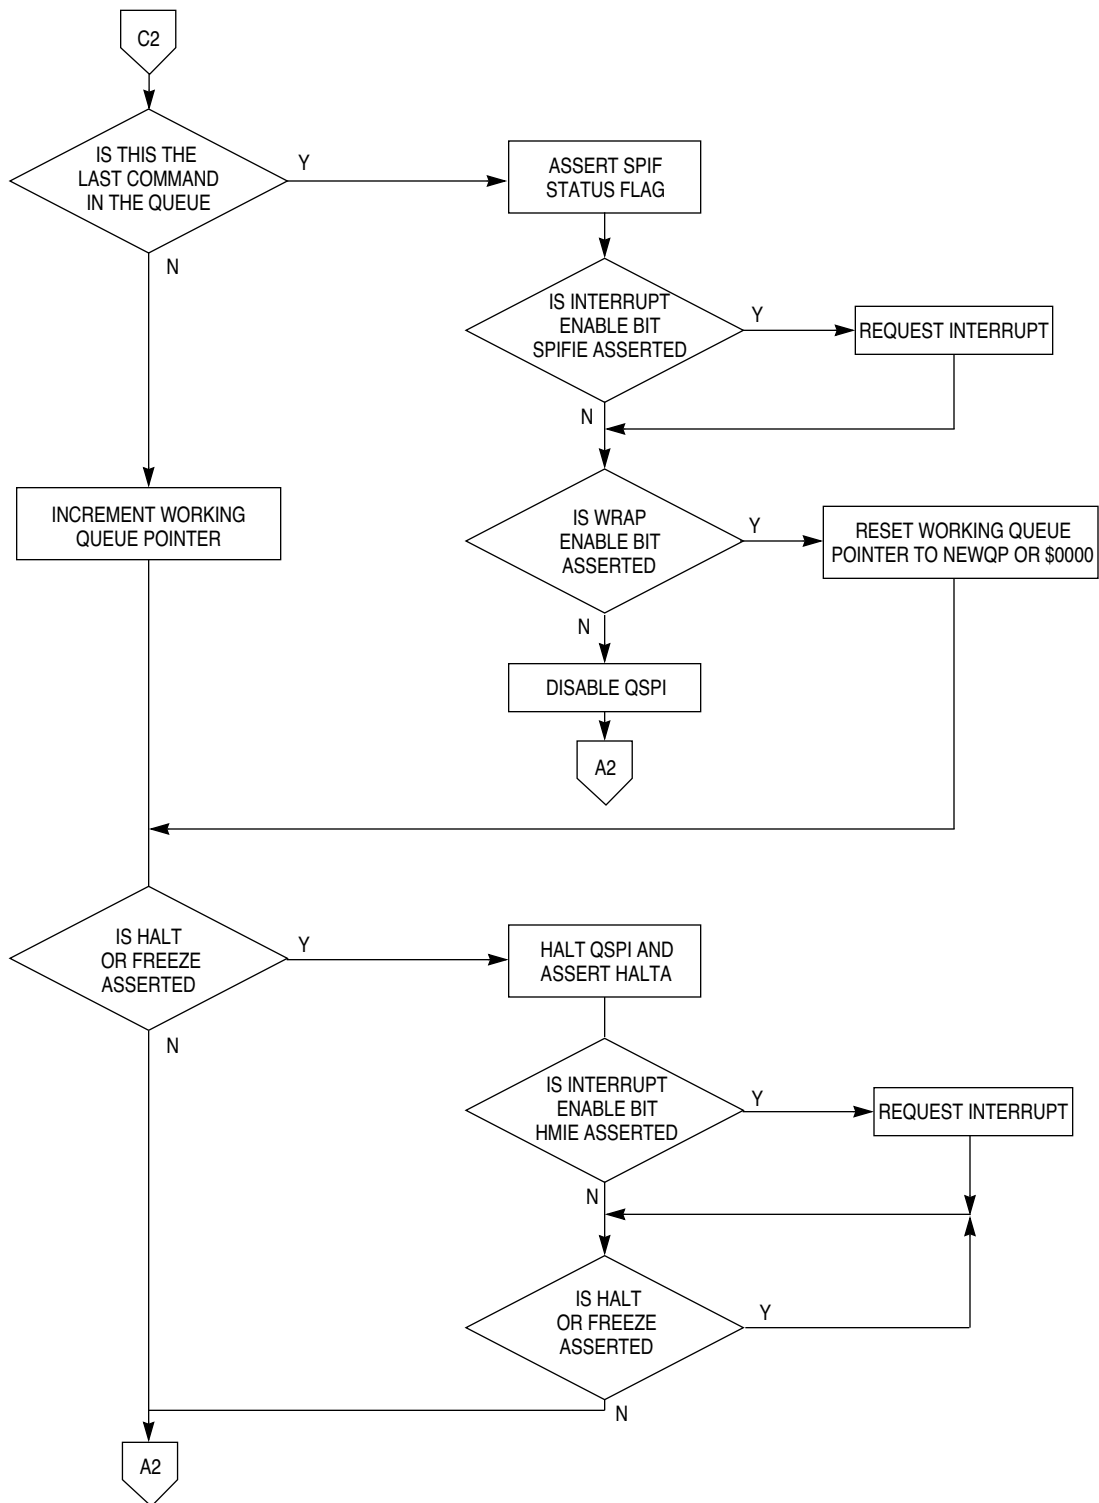 C2
IS THIS THE
LAST COMMAND
IN THE QUEUE
Y
ASSERT SPIF
STATUS FLAG
N
IS INTERRUPT
ENABLE BIT
SPIFIE ASSERTED
Y
REQUEST INTERRUPT
N
INCREMENT WORKING
QUEUE POINTER
IS WRAP
ENABLE BIT
ASSERTED
Y
RESET WORKING QUEUE
POINTER TO NEWQP OR $0000
N
DISABLE QSPI
A2
IS HALT
OR FREEZE
ASSERTED
Y
HALT QSPI AND
ASSERT HALTA
N
IS INTERRUPT
ENABLE BIT
HMIE ASSERTED
Y
REQUEST INTERRUPT
N
IS HALT
OR FREEZE
ASSERTED
Y
N
A2